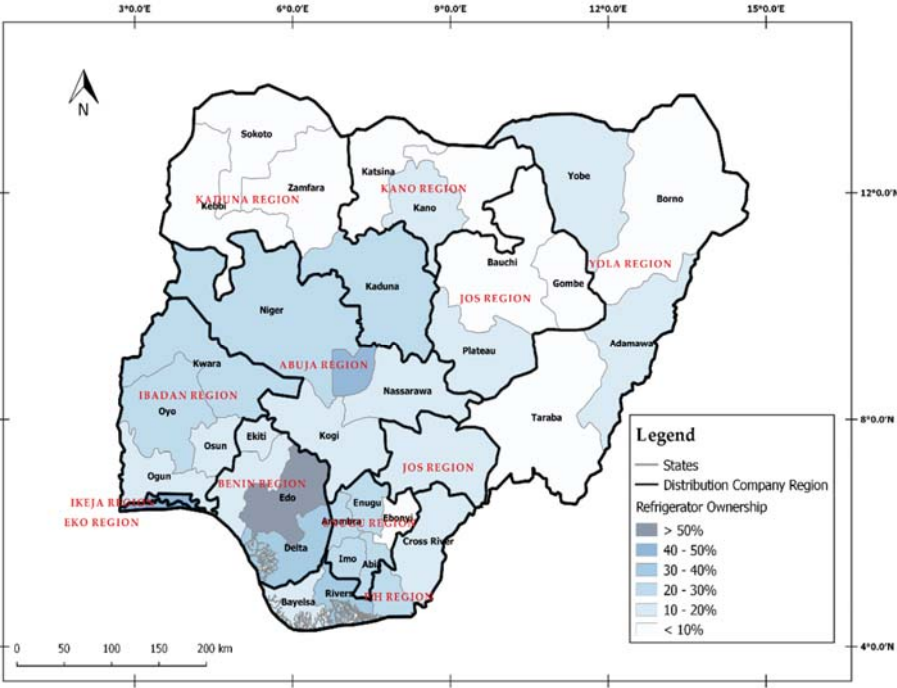 3°0.0'E
6°0.0'E
9°0.0'E
12°0.0'E
15°0.0'E
N
Sokoto
Katsina
Yobe
Zamfara
KADUNA REGION
Kebbi
KANO REGION
Kano
Borno
12°0.0'N
Bauchi
YOLA REGION
Gombe
Kaduna
JOS REGION
Niger
Plateau
Adamawa
Kwara
ABUJA REGION
Nassarawa
IBADAN REGION
Oyo
Taraba
8°0.0'N
Osun
Ekiti
Kogi
JOS REGION
Ogun
BENIN REGION
Edo
IKEJA REGION
EKO REGION
Enugu
Ebonyi
REGION
Cross River
Delta
Imo
Rivers
REGION
Bayelsa
Legend
States
Distribution Company Region
Refrigerator Ownership
> 50%
40 - 50%
30 - 40%
20 - 30%
10 - 20%
< 10%
0 50 100 150 200 km
4°0.0'N